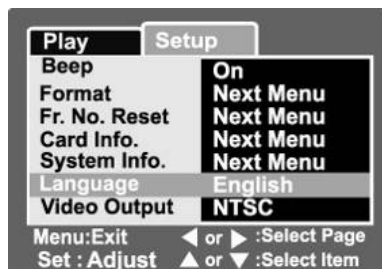 Play Setup
Beep On
Format Next Menu
Fr. No. Reset Next Menu
Card Info. Next Menu
System Info. Next Menu
Language English
Video Output NTSC
Menu:Exit ◀ or ▶ :Select Page
Set : Adjust ▲ or ▼ :Select Item